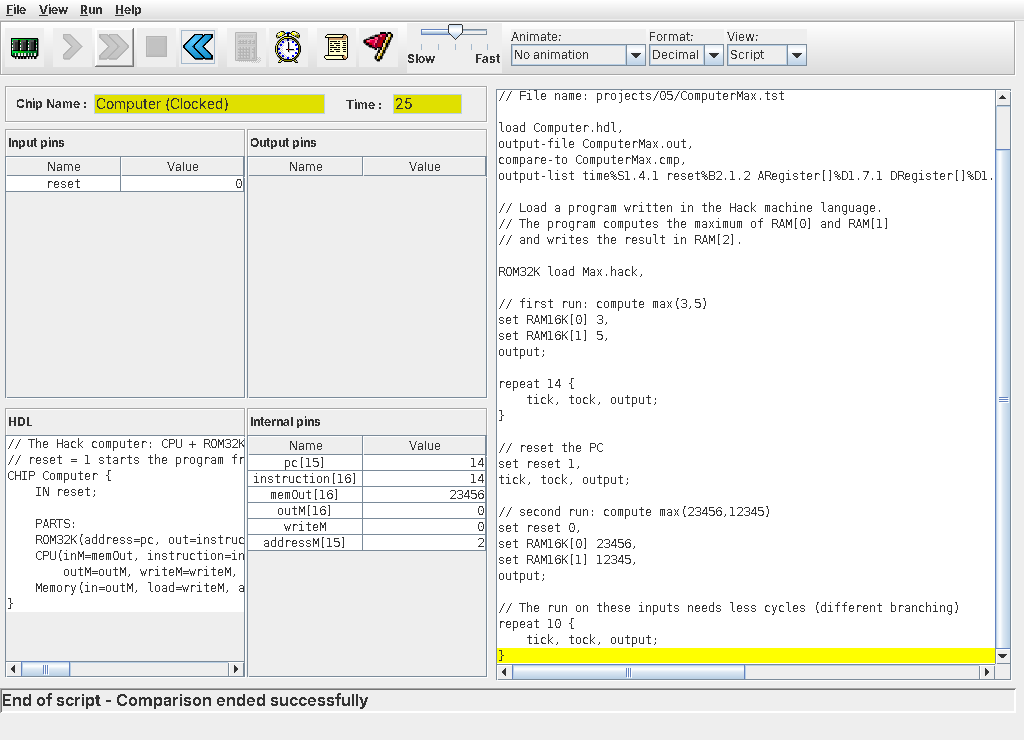 File View Run Help
Animate: Format: View:
Slow Fast No animation Decimal Script
Chip Name : Computer (Clocked) Time : 25
Input pins
Name Value
reset 0
Output pins
Name Value
HDL
// The Hack computer: CPU + ROM32K
// reset = 1 starts the program fr
CHIP Computer {
IN reset;
PARTS:
ROM32K(address=pc, out=instruc
CPU(inM=memOut, instruction=in
outM=outM, writeM=writeM,
Memory(in=outM, load=writeM, a
}
Internal pins
Name Value
pc[15] 14
instruction[16] 14
memOut[16] 23456
outM[16] 0
writeM 0
addressM[15] 2
// File name: projects/05/ComputerMax.tst
load Computer.hdl,
output-file ComputerMax.out,
compare-to ComputerMax.cmp,
output-list time%S1.4.1 reset%B2.1.2 ARegister[]%D1.7.1 DRegister[]%D1.
// Load a program written in the Hack machine language.
// The program computes the maximum of RAM[0] and RAM[1]
// and writes the result in RAM[2].
ROM32K load Max.hack,
// first run: compute max(3,5)
set RAM16K[0] 3,
set RAM16K[1] 5,
output;
repeat 14 {
tick, tock, output;
}
// reset the PC
set reset 1,
tick, tock, output;
// second run: compute max(23456,12345)
set reset 0,
set RAM16K[0] 23456,
set RAM16K[1] 12345,
output;
// The run on these inputs needs less cycles (different branching)
repeat 10 {
tick, tock, output;
}
End of script - Comparison ended successfully